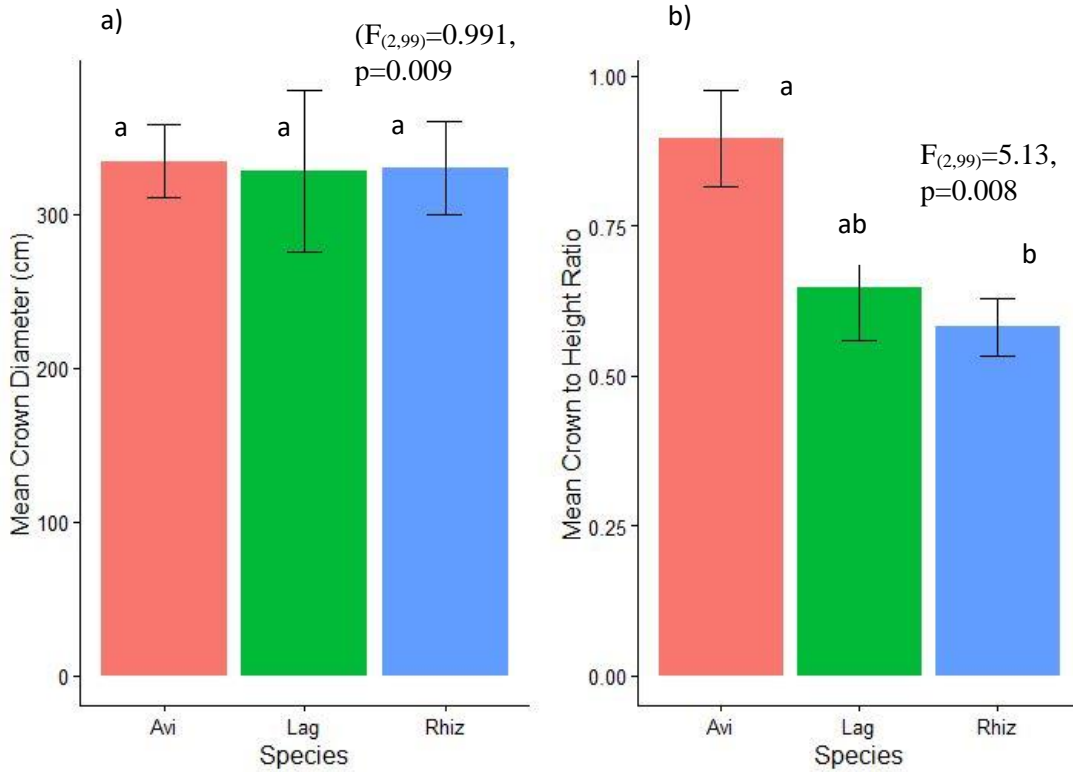 a)
(F(2,99)=0.991,
p=0.009
a
a
a
Mean Crown Diameter (cm)
300
200
100
0
Avi
Lag
Rhiz
Species
b)
a
F(2,99)=5.13,
p=0.008
ab
b
Mean Crown to Height Ratio
1.00
0.75
0.50
0.25
0.00
Avi
Lag
Rhiz
Species